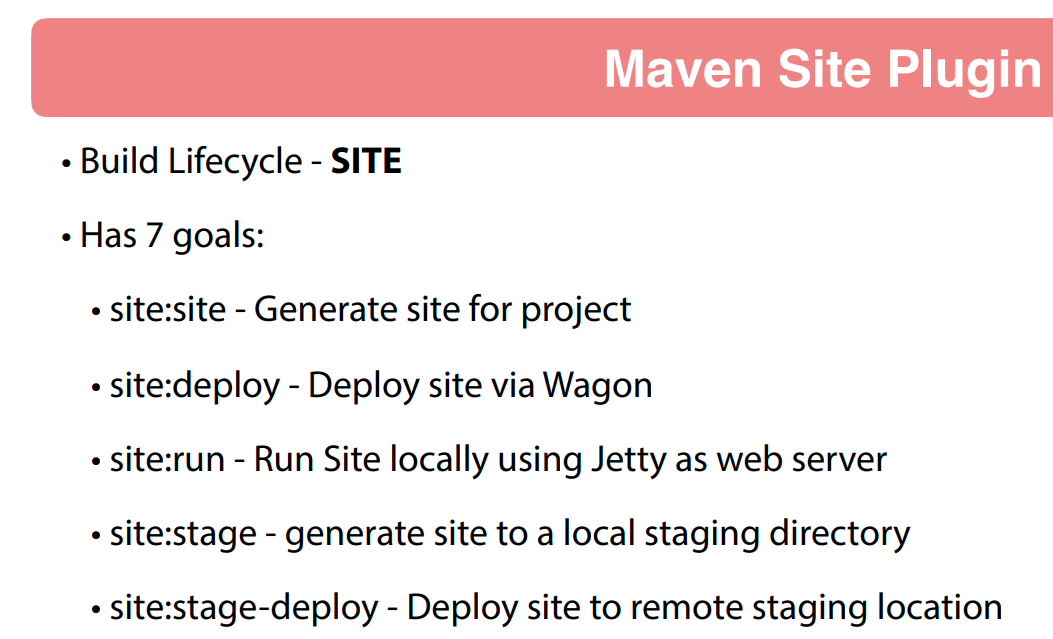 Maven Site Plugin
• Build Lifecycle - SITE
• Has 7 goals:
• site:site - Generate site for project
• site:deploy - Deploy site via Wagon
• site:run - Run Site locally using Jetty as web server
• site:stage - generate site to a local staging directory
• site:stage-deploy - Deploy site to remote staging location